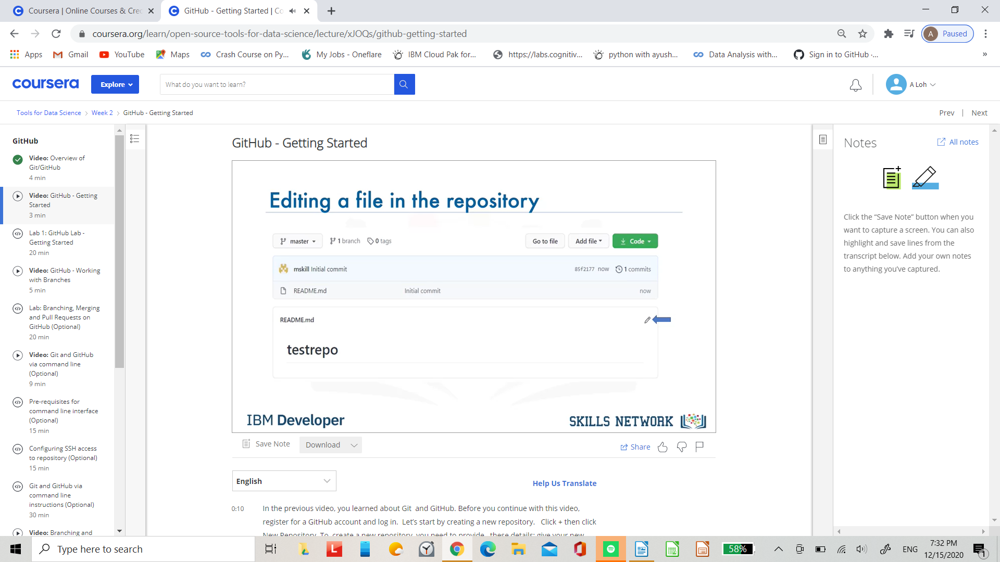 Coursera | Online Courses & Cre
GitHub - Getting Started | Co
coursera.org/learn/open-source-tools-for-data-science/lecture/xJOQs/github-getting-started
A Paused
Apps Gmail YouTube Maps Crash Course on Py... My Jobs - Oneflare IBM Cloud Pak for... https://labs.cognitiv... python with ayush... Data Analysis with... Sign in to GitHub ·... »
coursera Explore What do you want to learn? A Loh
Tools for Data Science > Week 2 > GitHub - Getting Started Prev | Next
GitHub
Video: Overview of
Git/GitHub
4 min
Video: GitHub - Getting
Started
3 min
Lab 1: GitHub Lab -
Getting Started
20 min
Video: GitHub - Working
with Branches
5 min
Lab: Branching, Merging
and Pull Requests on
GitHub (Optional)
20 min
Video: Git and GitHub
via command line
(Optional)
9 min
Pre-requisites for
command line interface
(Optional)
15 min
Configuring SSH access
to repository (Optional)
15 min
Git and GitHub via
command line
instructions (Optional)
30 min
Video: Branching and
GitHub - Getting Started
Editing a file in the repository
master 1 branch 0 tags Go to file Add file Code
mskill Initial commit 85f2177 now 1 commits
README.md Initial commit now
README.md
testrepo
IBM Developer SKILLS NETWORK
Save Note Download Share
English Help Us Translate
0:10 In the previous video, you learned about Git and GitHub. Before you continue with this video,
register for a GitHub account and log in. Let's start by creating a new repository. Click + then click
New Repository. To create a new repository, you need to provide these details: give your new
Notes All notes
Click the “Save Note” button when you
want to capture a screen. You can also
highlight and save lines from the
transcript below. Add your own notes
to anything you’ve captured.
Type here to search 58% ENG 7:32 PM
12/15/2020 1